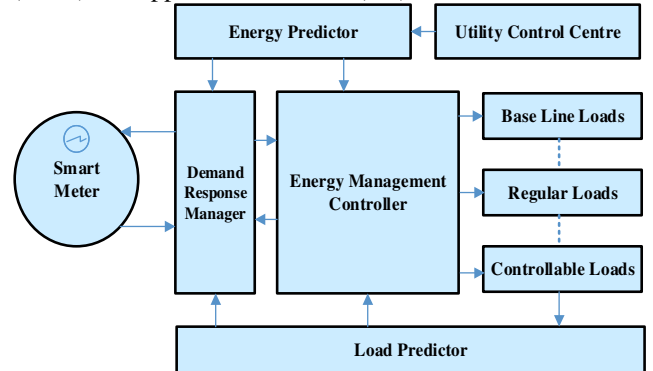 Energy Predictor
Utility Control Centre
Smart
Meter
Demand
Response
Manager
Energy Management
Controller
Base Line Loads
Regular Loads
Controllable Loads
Load Predictor